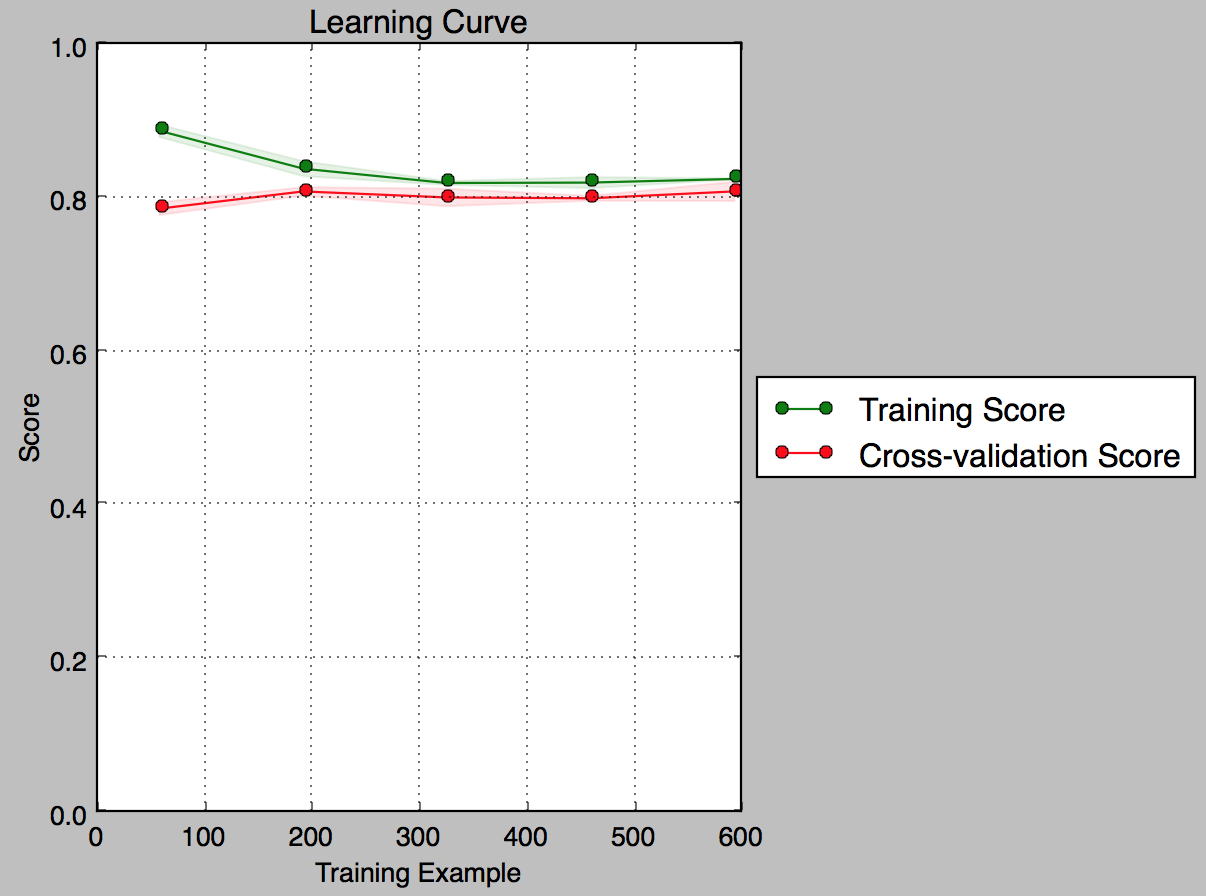 Learning Curve
1.0
0.8
0.6
0.4
0.2
0.0
Score
0 100 200 300 400 500 600
Training Example
Training Score
Cross-validation Score